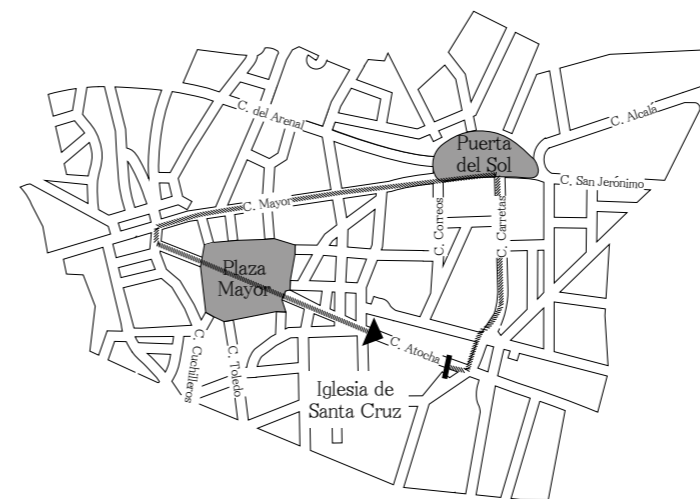 C. del Arenal
C. Alcalá
Puerta
del Sol
C. San Jerónimo
C. Mayor
C. Correos
C. Carretas
Plaza
Mayor
C. Atocha
C. Cuchilleros
C. Toledo
Iglesia de
Santa Cruz